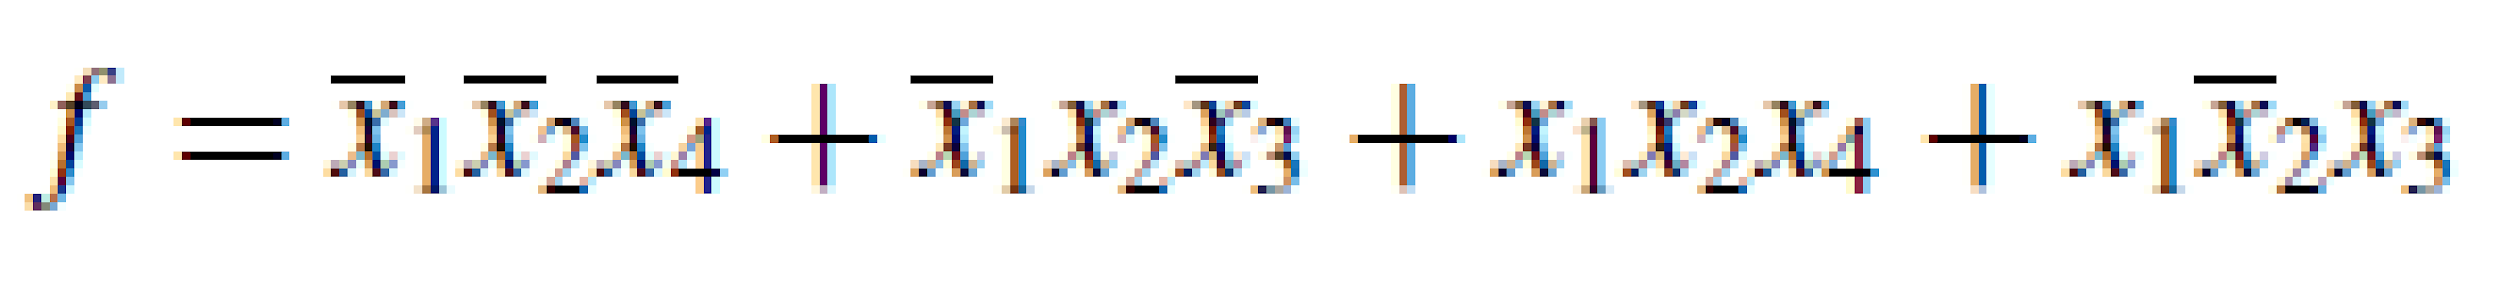 f = x̅₁x̅₂x̅₄ + x̅₁x₂x̅₃ + x₁x₂x₄ + x₁x̅₂x₃